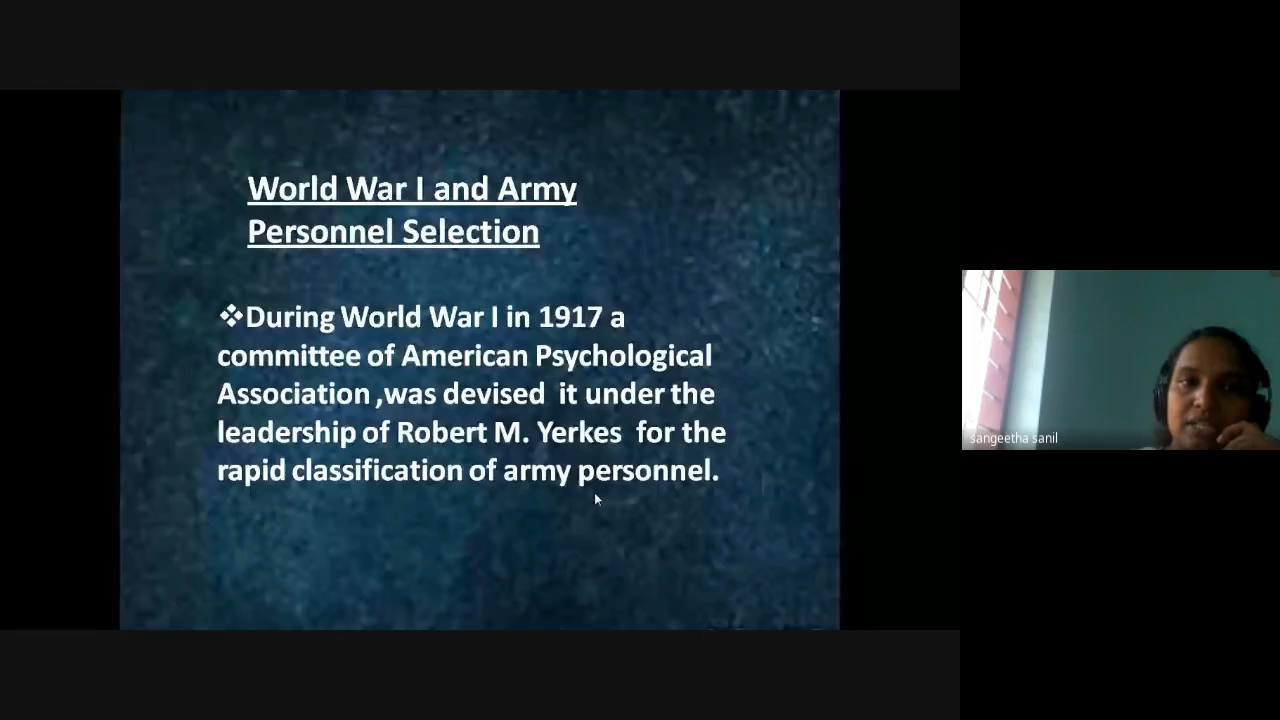 World War I and Army
Personnel Selection
❖During World War I in 1917 a
committee of American Psychological
Association ,was devised it under the
leadership of Robert M. Yerkes for the
rapid classification of army personnel.
sangeetha sanil